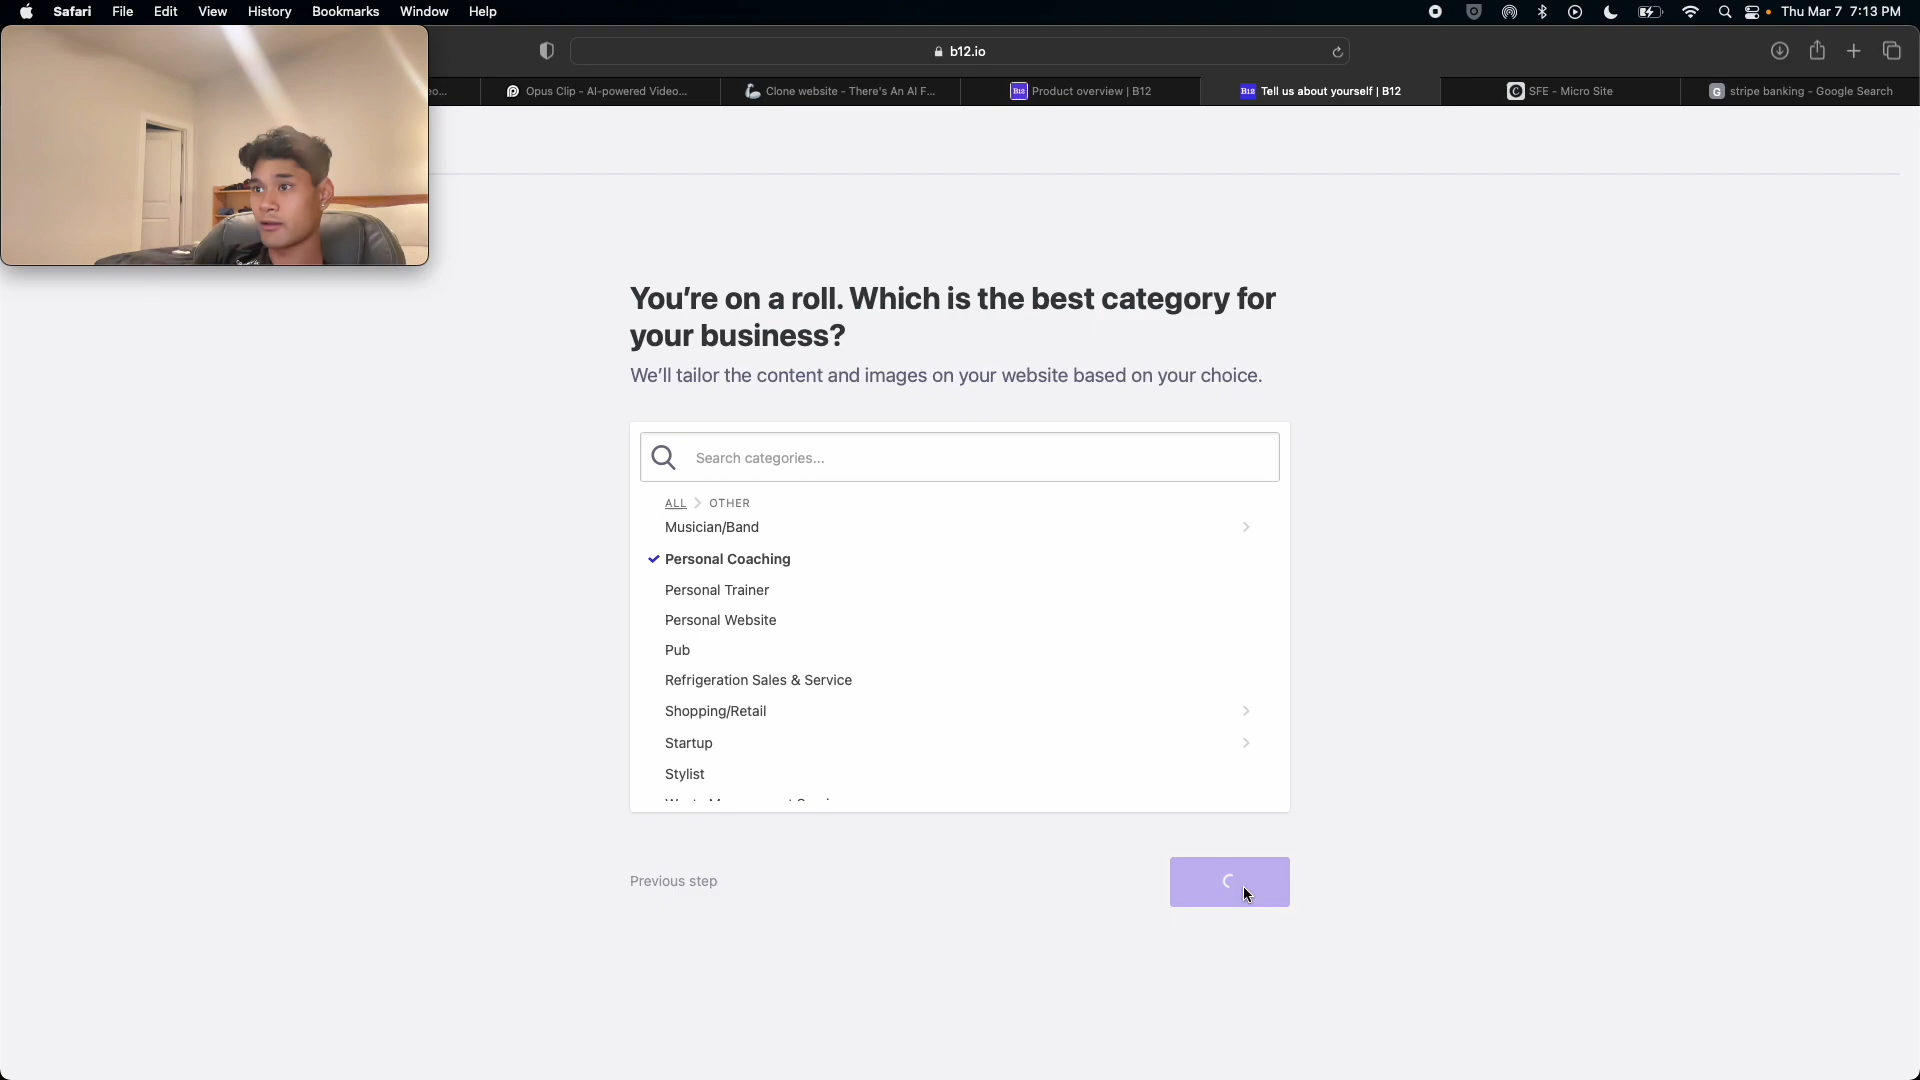 Safari File Edit View History Bookmarks Window Help Thu Mar 7 7:13 PM
b12.io
eo... Opus Clip - AI-powered Video... Clone website - There's An AI F... B12 Product overview | B12 B12 Tell us about yourself | B12 C SFE - Micro Site G stripe banking - Google Search
You're on a roll. Which is the best category for
your business?
We'll tailor the content and images on your website based on your choice.
Search categories...
ALL > OTHER
Musician/Band
Personal Coaching
Personal Trainer
Personal Website
Pub
Refrigeration Sales & Service
Shopping/Retail
Startup
Stylist
Previous step